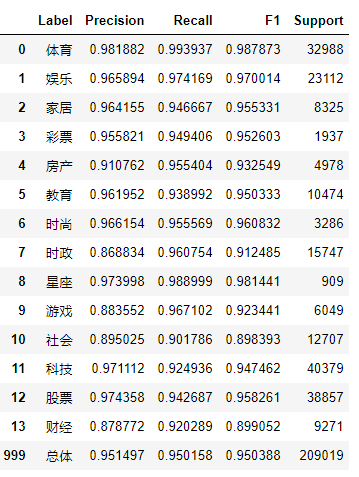 Label Precision Recall F1 Support
0 体育 0.981882 0.993937 0.987873 32988
1 娱乐 0.965894 0.974169 0.970014 23112
2 家居 0.964155 0.946667 0.955331 8325
3 彩票 0.955821 0.949406 0.952603 1937
4 房产 0.910762 0.955404 0.932549 4978
5 教育 0.961952 0.938992 0.950333 10474
6 时尚 0.966154 0.955569 0.960832 3286
7 时政 0.868834 0.960754 0.912485 15747
8 星座 0.973998 0.988999 0.981441 909
9 游戏 0.883552 0.967102 0.923441 6049
10 社会 0.895025 0.901786 0.898393 12707
11 科技 0.971112 0.924936 0.947462 40379
12 股票 0.974358 0.942687 0.958261 38857
13 财经 0.878772 0.920289 0.899052 9271
999 总体 0.951497 0.950158 0.950388 209019